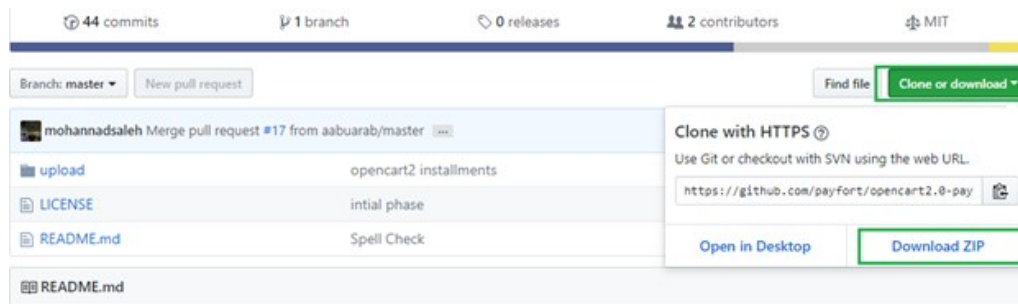 44 commits 1 branch 0 releases 2 contributors MIT
Branch: master New pull request Find file Clone or download
mohannadsaleh Merge pull request #17 from aabuarab/master ...
upload opencart2 installments
LICENSE intial phase
README.md Spell Check
Clone with HTTPS ?
Use Git or checkout with SVN using the web URL.
https://github.com/payfort/opencart2.0-pay
Open in Desktop Download ZIP
README.md